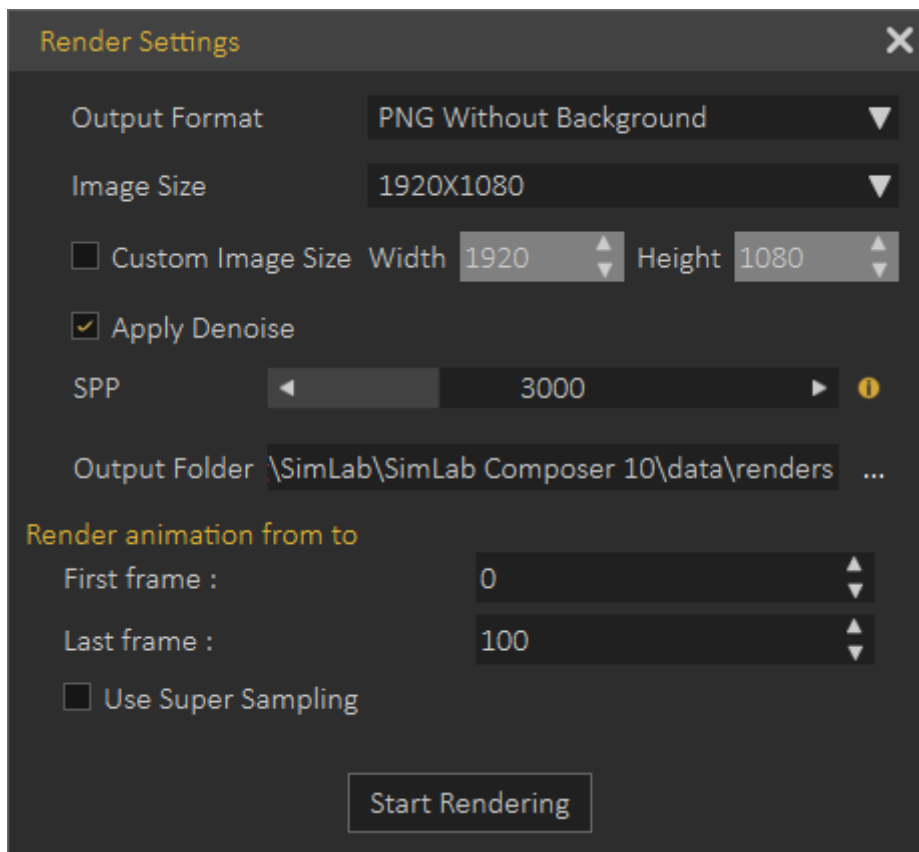 Render Settings
Output Format PNG Without Background
Image Size 1920X1080
Custom Image Size Width 1920 Height 1080
Apply Denoise
SPP 3000
Output Folder \SimLab\SimLab Composer 10\data\renders ...
Render animation from to
First frame : 0
Last frame : 100
Use Super Sampling
Start Rendering